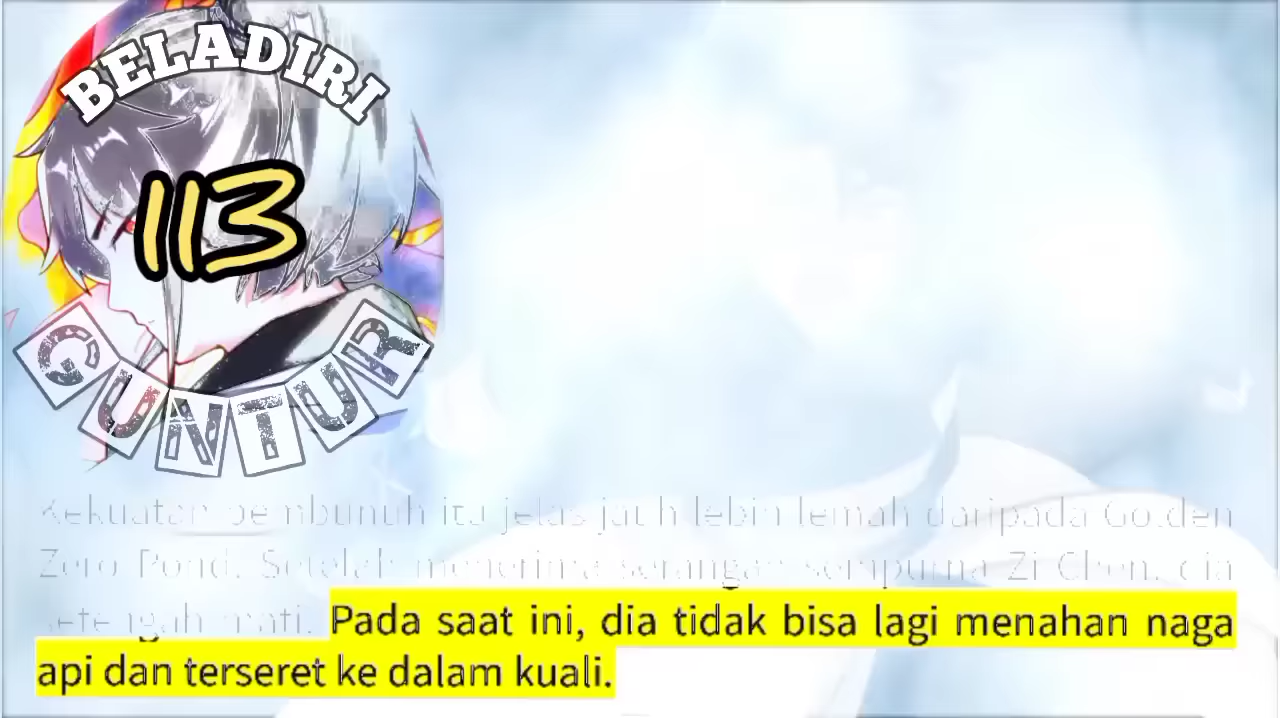 BELADIRI
113
GUNTUR
Kekuatan pembunuh itu jelas jauh lebih lemah daripada Golden
Zero Pond. Setelah menerima serangan sempurna Zi Chen, dia
setengah mati. Pada saat ini, dia tidak bisa lagi menahan naga
api dan terseret ke dalam kuali.